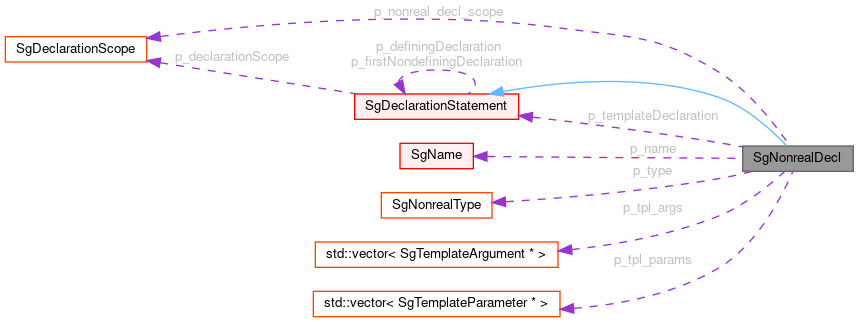 p_nonreal_decl_scope
SgDeclarationScope
p_declarationScope
p_definingDeclaration
p_firstNondefiningDeclaration
SgDeclarationStatement
p_templateDeclaration
SgName
p_name
SgNonrealDecl
p_type
SgNonrealType
p_tpl_args
std::vector< SgTemplateArgument * >
p_tpl_params
std::vector< SgTemplateParameter * >